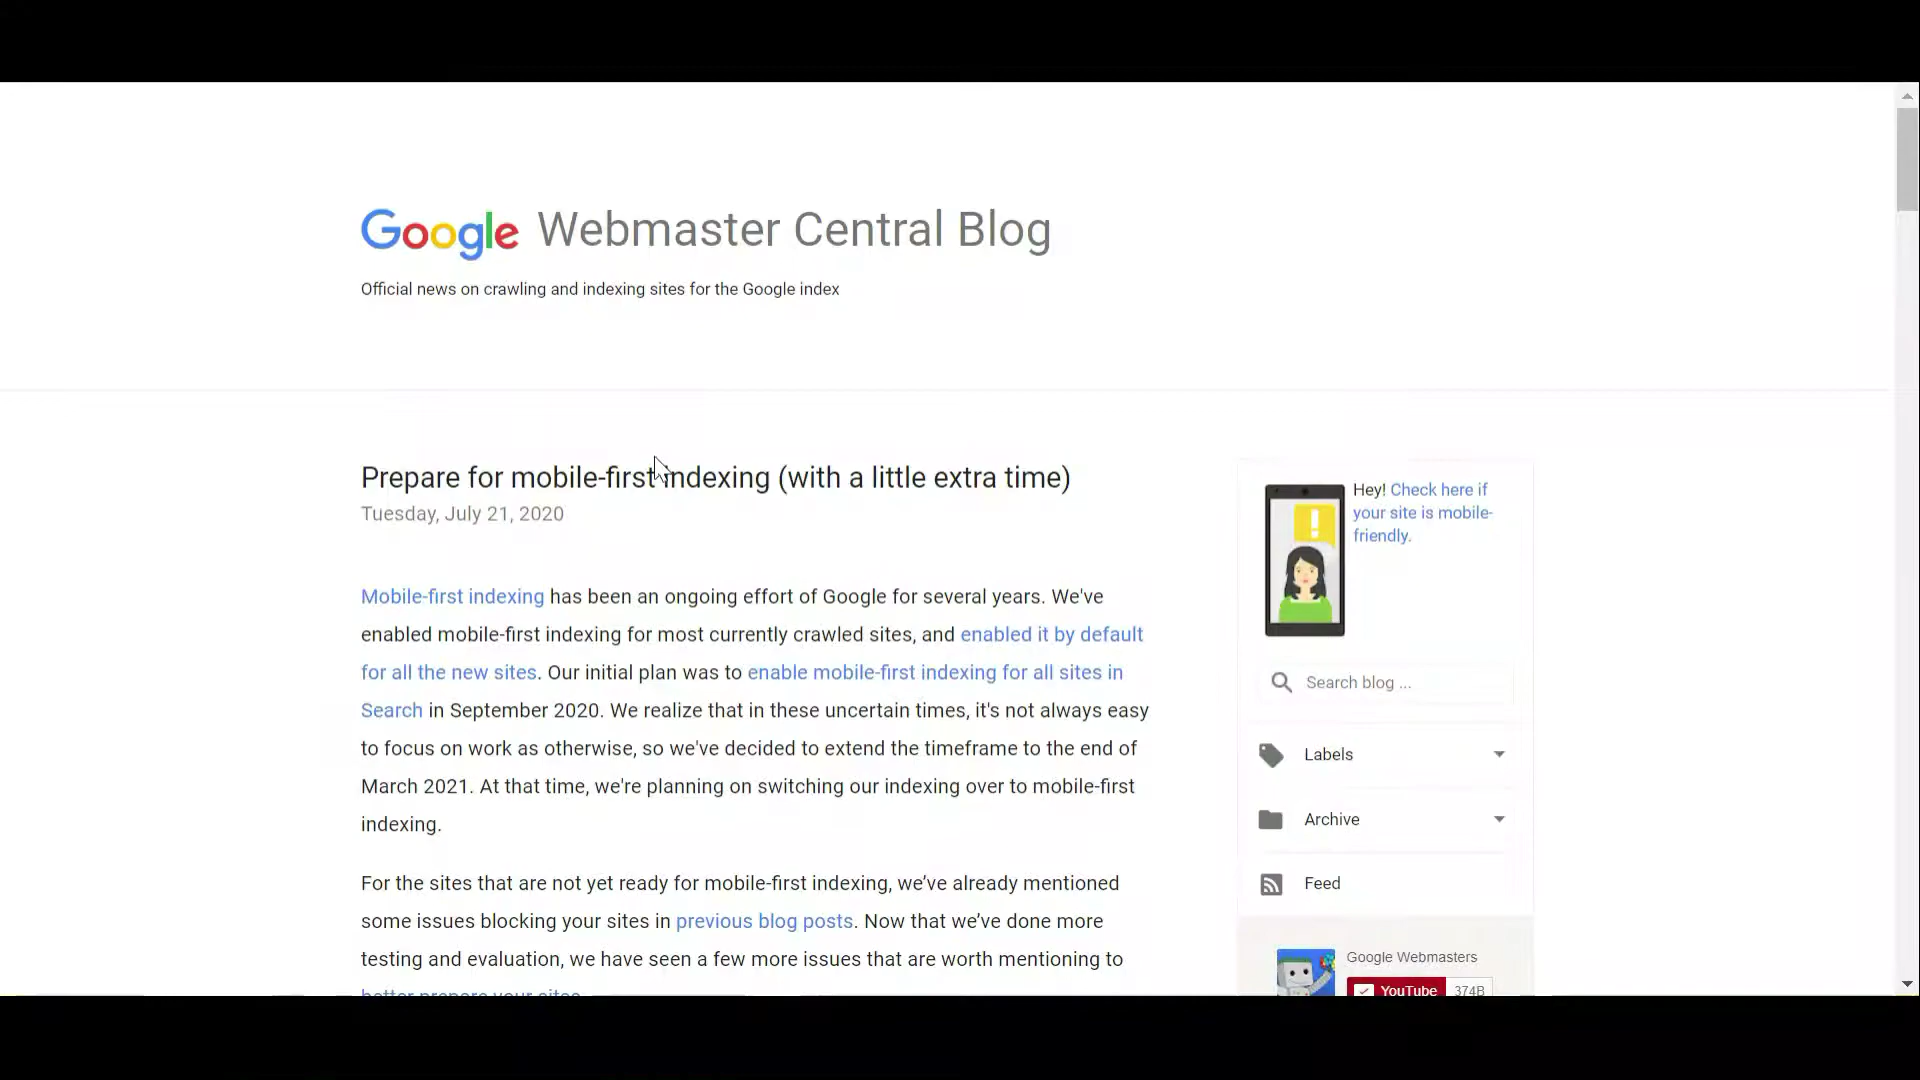 Google Webmaster Central Blog
Official news on crawling and indexing sites for the Google index
Prepare for mobile-first indexing (with a little extra time)
Tuesday, July 21, 2020
Mobile-first indexing has been an ongoing effort of Google for several years. We've
enabled mobile-first indexing for most currently crawled sites, and enabled it by default
for all the new sites. Our initial plan was to enable mobile-first indexing for all sites in
Search in September 2020. We realize that in these uncertain times, it's not always easy
to focus on work as otherwise, so we've decided to extend the timeframe to the end of
March 2021. At that time, we're planning on switching our indexing over to mobile-first
indexing.
For the sites that are not yet ready for mobile-first indexing, we’ve already mentioned
some issues blocking your sites in previous blog posts. Now that we’ve done more
testing and evaluation, we have seen a few more issues that are worth mentioning to
better prepare your sites.
Hey! Check here if
your site is mobile-
friendly.
Search blog ...
Labels
Archive
Feed
Google Webmasters
YouTube 374B